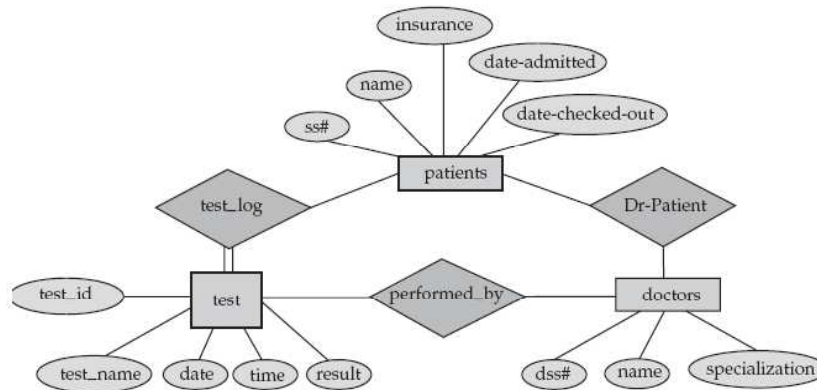 insurance
date-admitted
name
date-checked-out
ss#
patients
test_log
Dr-Patient
test_id
test
performed_by
doctors
test_name
date
time
result
dss#
name
specialization